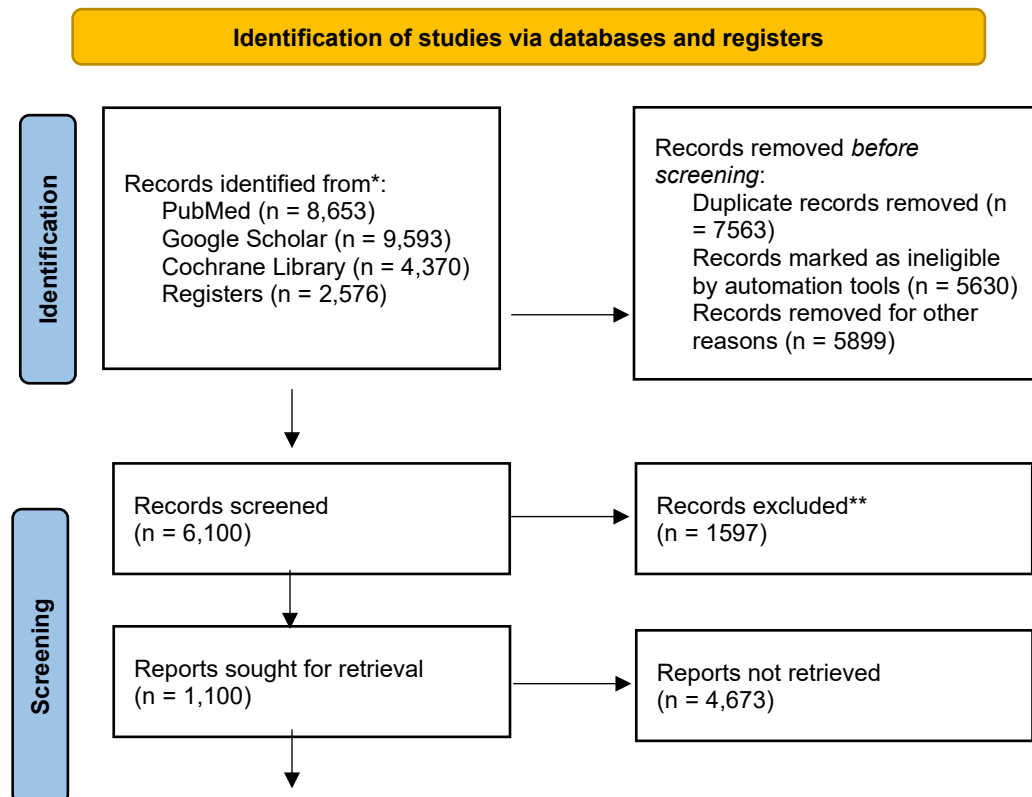 Identification of studies via databases and registers
Identification
Records identified from*:
PubMed (n = 8,653)
Google Scholar (n = 9,593)
Cochrane Library (n = 4,370)
Registers (n = 2,576)
Records removed before
screening:
Duplicate records removed (n
= 7563)
Records marked as ineligible
by automation tools (n = 5630)
Records removed for other
reasons (n = 5899)
Screening
Records screened
(n = 6,100)
Records excluded**
(n = 1597)
Reports sought for retrieval
(n = 1,100)
Reports not retrieved
(n = 4,673)